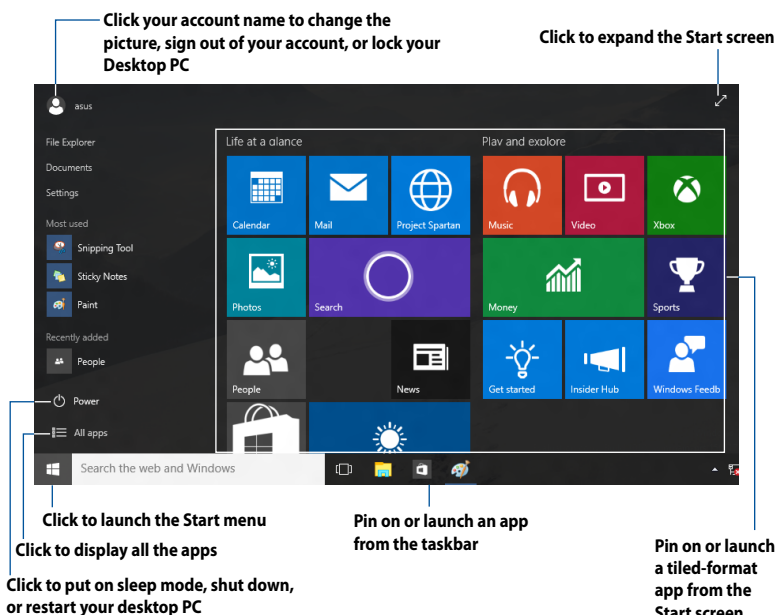 Click your account name to change the
picture, sign out of your account, or lock your
Desktop PC
Click to expand the Start screen
asus
File Explorer
Documents
Settings
Most used
Snipping Tool
Sticky Notes
Paint
Recently added
People
Power
All apps
Life at a glance
Play and explore
Calendar
Mail
Project Spartan
Music
Video
Xbox
Photos
Search
Money
Sports
People
News
Get started
Insider Hub
Windows Feedb
Search the web and Windows
Click to launch the Start menu
Click to display all the apps
Click to put on sleep mode, shut down,
or restart your desktop PC
Pin on or launch an app
from the taskbar
Pin on or launch
a tiled-format
app from the
Start screen